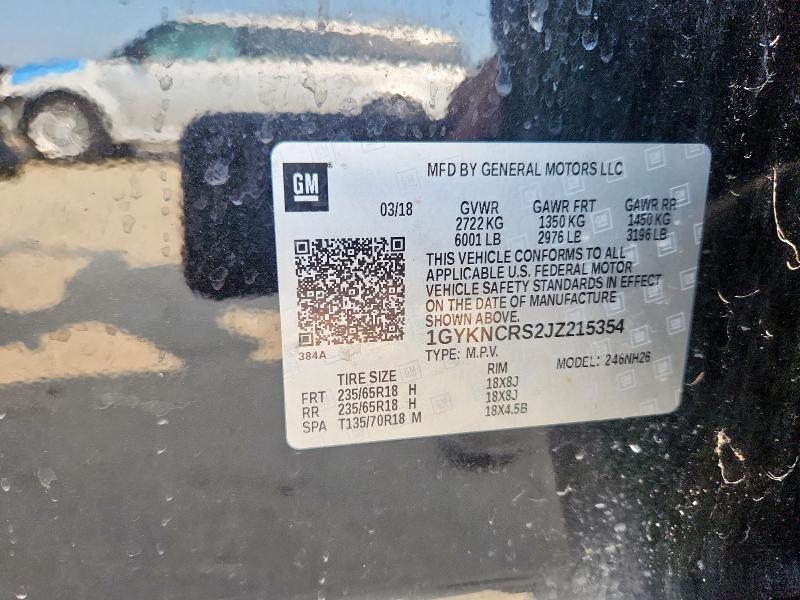 GM
MFD BY GENERAL MOTORS LLC
03/18
GVWR GAWR FRT GAWR RR
2722 KG 1350 KG 1450 KG
6001 LB 2976 LB 3196 LB
THIS VEHICLE CONFORMS TO ALL
APPLICABLE U.S. FEDERAL MOTOR
VEHICLE SAFETY STANDARDS IN EFFECT
ON THE DATE OF MANUFACTURE
SHOWN ABOVE.
1GYKNCRS2JZ215354
384A
TYPE: M.P.V. MODEL: 246NH26
TIRE SIZE RIM
FRT 235/65R18 H 18X8J
RR 235/65R18 H 18X8J
SPA T135/70R18 M 18X4.5B